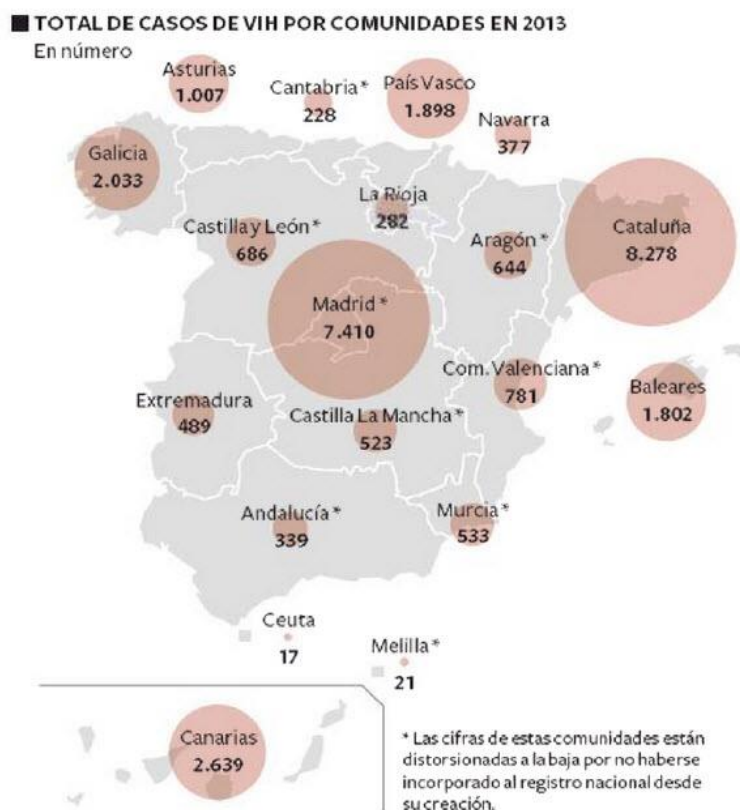 TOTAL DE CASOS DE VIH POR COMUNIDADES EN 2013
En número
Asturias
1.007
Cantabria*
228
País Vasco
1.898
Navarra
377
Galicia
2.033
La Rioja
282
Castilla y León*
686
Aragón*
644
Cataluña
8.278
Madrid*
7.410
Com. Valenciana*
781
Baleares
1.802
Extremadura
489
Castilla La Mancha*
523
Andalucía*
339
Murcia*
533
Ceuta
17
Melilla*
21
Canarias
2.639
* Las cifras de estas comunidades están
distorsionadas a la baja por no haberse
incorporado al registro nacional desde
su creación.